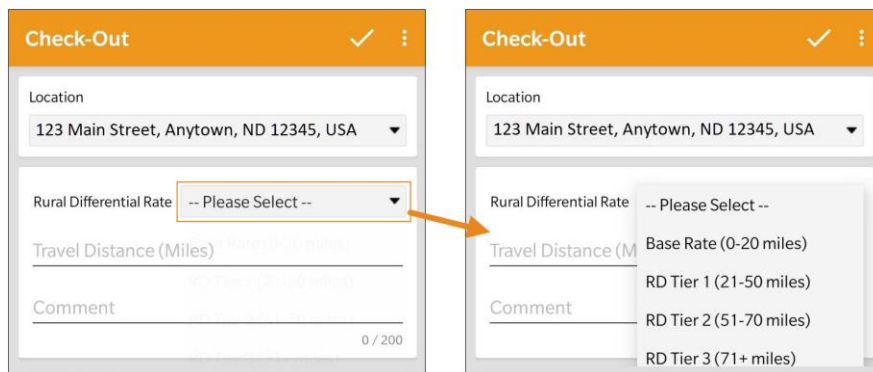 Check-Out
Location
123 Main Street, Anytown, ND 12345, USA
Rural Differential Rate -- Please Select --
Travel Distance (Miles)
Comment
0 / 200
Check-Out
Location
123 Main Street, Anytown, ND 12345, USA
Rural Differential Rate -- Please Select --
Base Rate (0-20 miles)
Travel Distance (M
RD Tier 1 (21-50 miles)
Comment
RD Tier 2 (51-70 miles)
RD Tier 3 (71+ miles)